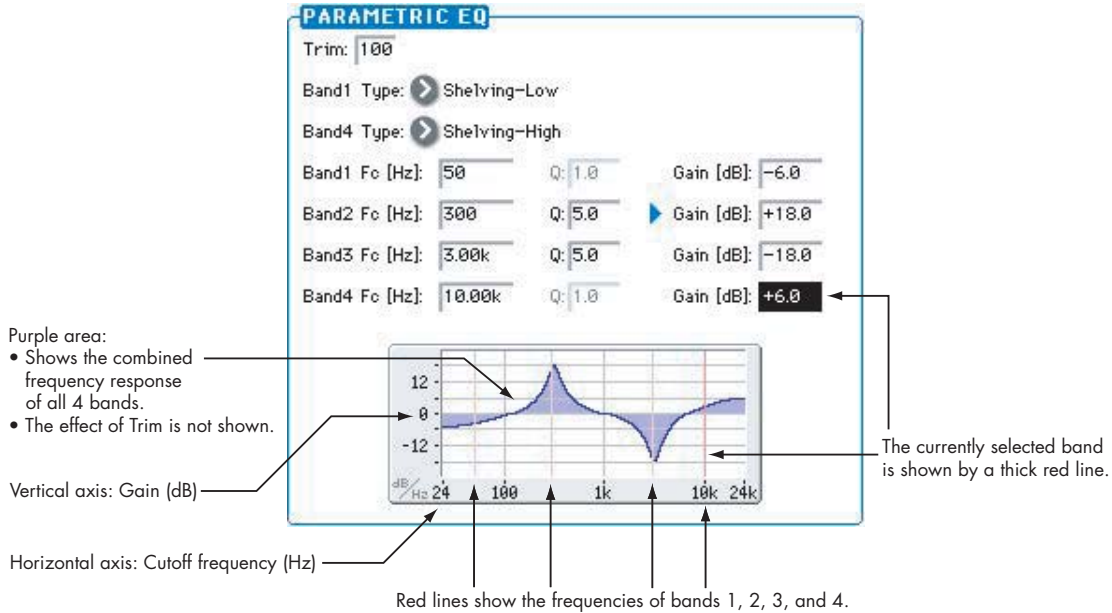 PARAMETRIC EQ
Trim: 100
Band1 Type: Shelving-Low
Band4 Type: Shelving-High
Band1 Fc [Hz]: 50 Q: 1.0 Gain [dB]: -6.0
Band2 Fc [Hz]: 300 Q: 5.0 Gain [dB]: +18.0
Band3 Fc [Hz]: 3.00k Q: 5.0 Gain [dB]: -18.0
Band4 Fc [Hz]: 10.00k Q: 1.0 Gain [dB]: +6.0
Purple area:
• Shows the combined
frequency response
of all 4 bands.
• The effect of Trim is not shown.
12
0
-12
dB/Hz 24 100 1k 10k 24k
The currently selected band
is shown by a thick red line.
Vertical axis: Gain (dB)
Horizontal axis: Cutoff frequency (Hz)
Red lines show the frequencies of bands 1, 2, 3, and 4.